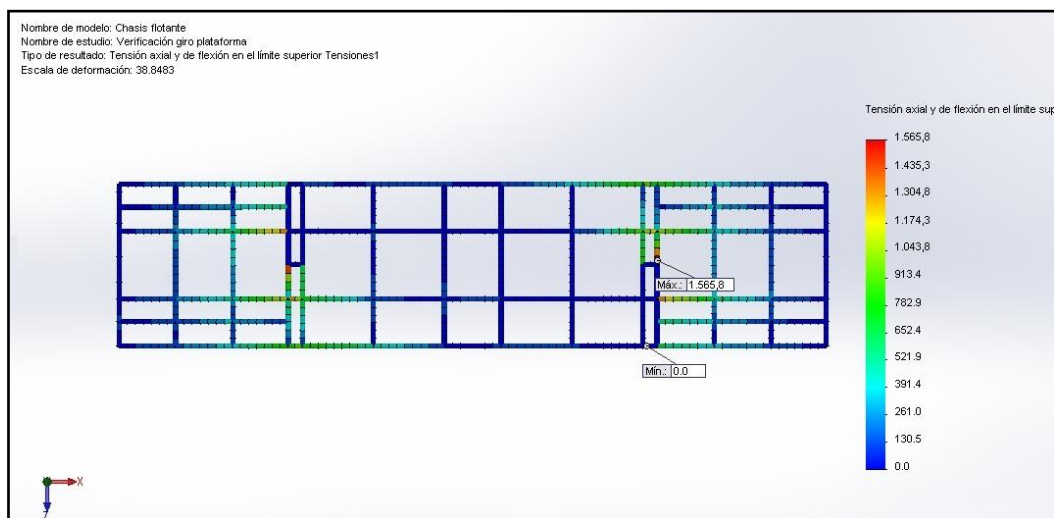 Nombre de modelo: Chasis flotante
Nombre de estudio: Verificación giro plataforma
Tipo de resultado: Tensión axial y de flexión en el límite superior Tensiones1
Escala de deformación: 38.8483
Tensión axial y de flexión en el límite sup
1.565,8
1.435,3
1.304,8
1.174,3
1.043,8
913.4
782.9
652.4
521.9
391.4
261.0
130.5
0.0
Máx.: 1.565,8
Mín.: 0.0
X
Z